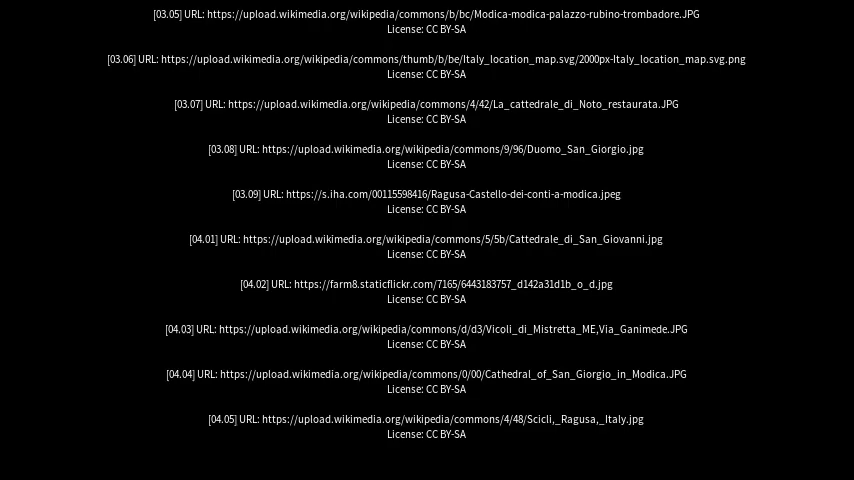 [03.05] URL: https://upload.wikimedia.org/wikipedia/commons/b/bc/Modica-modica-palazzo-rubino-trombadore.JPG
License: CC BY-SA
[03.06] URL: https://upload.wikimedia.org/wikipedia/commons/thumb/b/be/Italy_location_map.svg/2000px-Italy_location_map.svg.png
License: CC BY-SA
[03.07] URL: https://upload.wikimedia.org/wikipedia/commons/4/42/La_cattedrale_di_Noto_restaurata.JPG
License: CC BY-SA
[03.08] URL: https://upload.wikimedia.org/wikipedia/commons/9/96/Duomo_San_Giorgio.jpg
License: CC BY-SA
[03.09] URL: https://s.iha.com/00115598416/Ragusa-Castello-dei-conti-a-modica.jpeg
License: CC BY-SA
[04.01] URL: https://upload.wikimedia.org/wikipedia/commons/5/5b/Cattedrale_di_San_Giovanni.jpg
License: CC BY-SA
[04.02] URL: https://farm8.staticflickr.com/7165/6443183757_d142a31d1b_o_d.jpg
License: CC BY-SA
[04.03] URL: https://upload.wikimedia.org/wikipedia/commons/d/d3/Vicoli_di_Mistretta_ME,Via_Ganimede.JPG
License: CC BY-SA
[04.04] URL: https://upload.wikimedia.org/wikipedia/commons/0/00/Cathedral_of_San_Giorgio_in_Modica.JPG
License: CC BY-SA
[04.05] URL: https://upload.wikimedia.org/wikipedia/commons/4/48/Scicli,_Ragusa,_Italy.jpg
License: CC BY-SA